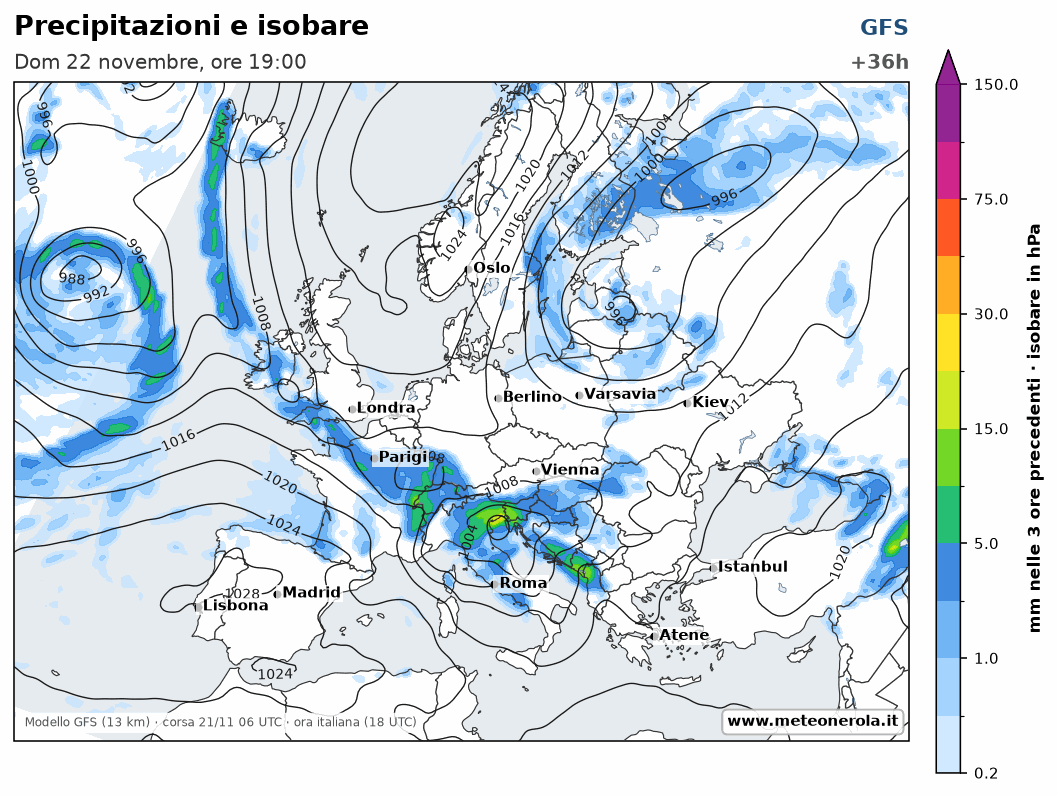 Precipitazioni e isobare
GFS
Dom 22 novembre, ore 19:00
+36h
996
1000
1004
1020
1012
1000
996
1016
1024
996
988
992
Oslo
996
1008
Londra
Berlino
Varsavia
Kiev
1012
1016
Parigi
Vienna
1020
1008
1024
1004
1020
Istanbul
Roma
1028
Madrid
Lisbona
Atene
1024
Modello GFS (13 km) · corsa 21/11 06 UTC · ora italiana (18 UTC)
www.meteonerola.it
150.0
75.0
30.0
15.0
5.0
1.0
0.2
mm nelle 3 ore precedenti · isobare in hPa